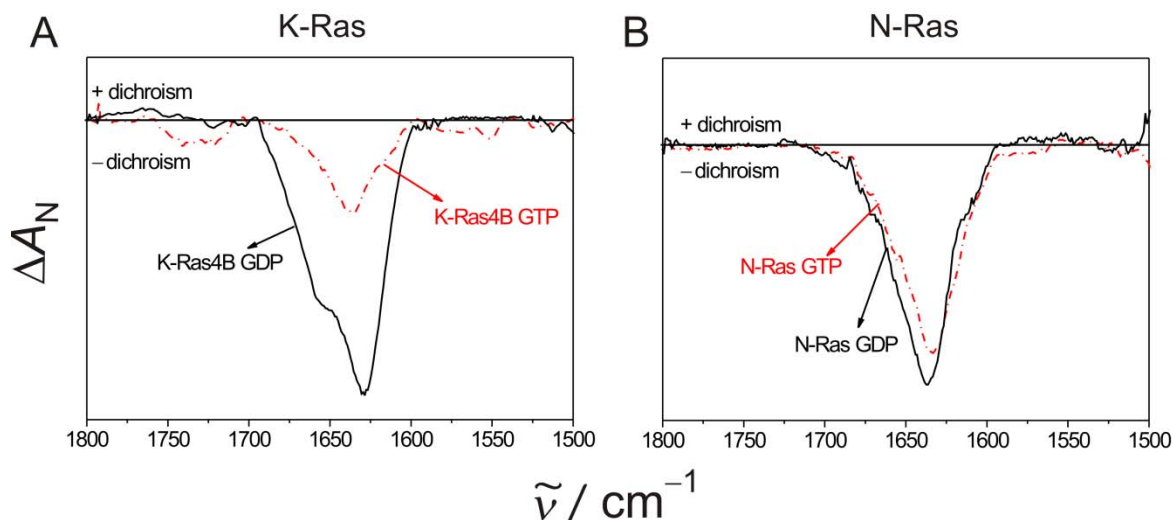 A
K-Ras
+ dichroism
– dichroism
K-Ras4B GTP
K-Ras4B GDP
1800 1750 1700 1650 1600 1550 1500
B
N-Ras
+ dichroism
– dichroism
N-Ras GTP
N-Ras GDP
1800 1750 1700 1650 1600 1550 1500
ΔA_N
ν̃ / cm⁻¹